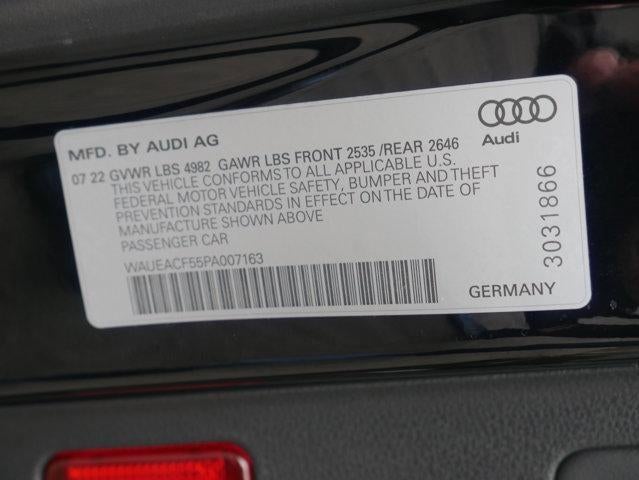 MFD. BY AUDI AG
07 22 GVWR LBS 4982 GAWR LBS FRONT 2535 /REAR 2646
THIS VEHICLE CONFORMS TO ALL APPLICABLE U.S.
FEDERAL MOTOR VEHICLE SAFETY, BUMPER AND THEFT
PREVENTION STANDARDS IN EFFECT ON THE DATE OF
MANUFACTURE SHOWN ABOVE
PASSENGER CAR
WAUEACF55PA007163
Audi
3031866
GERMANY